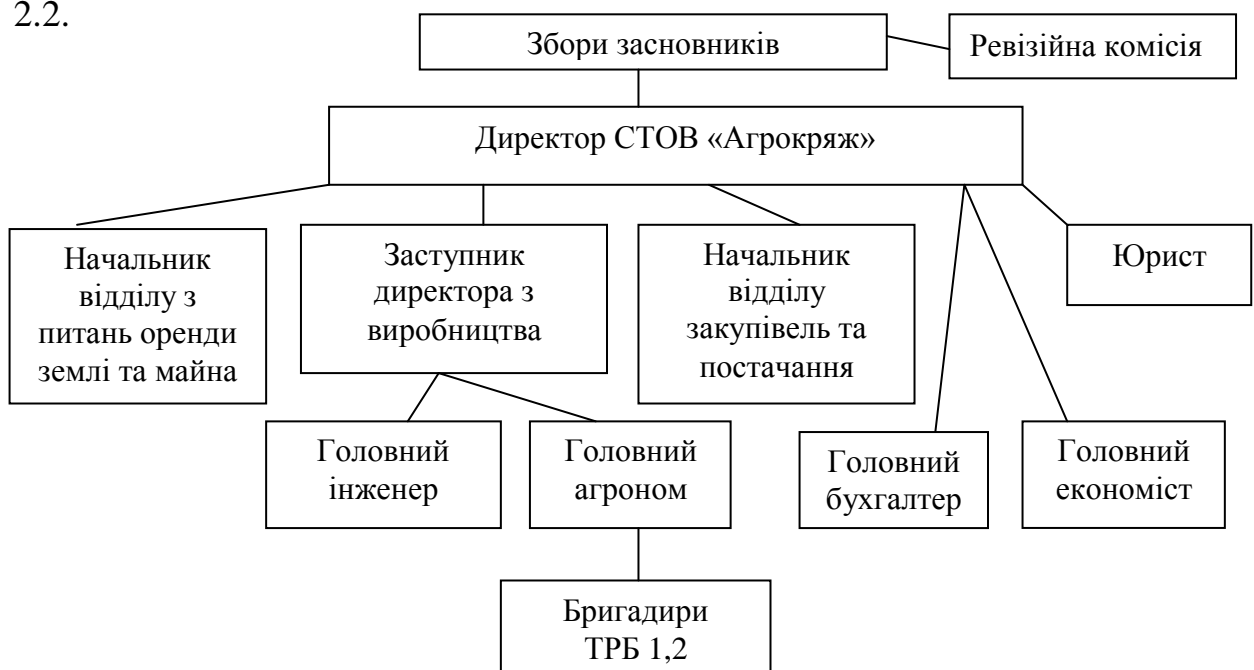 2.2.
Збори засновників
Ревізійна комісія
Директор СТОВ «Агрокряж»
Начальник
відділу з
питань оренди
землі та майна
Заступник
директора з
виробництва
Начальник
відділу
закупівель та
постачання
Юрист
Головний
інженер
Головний
агроном
Головний
бухгалтер
Головний
економіст
Бригадири
ТРБ 1,2